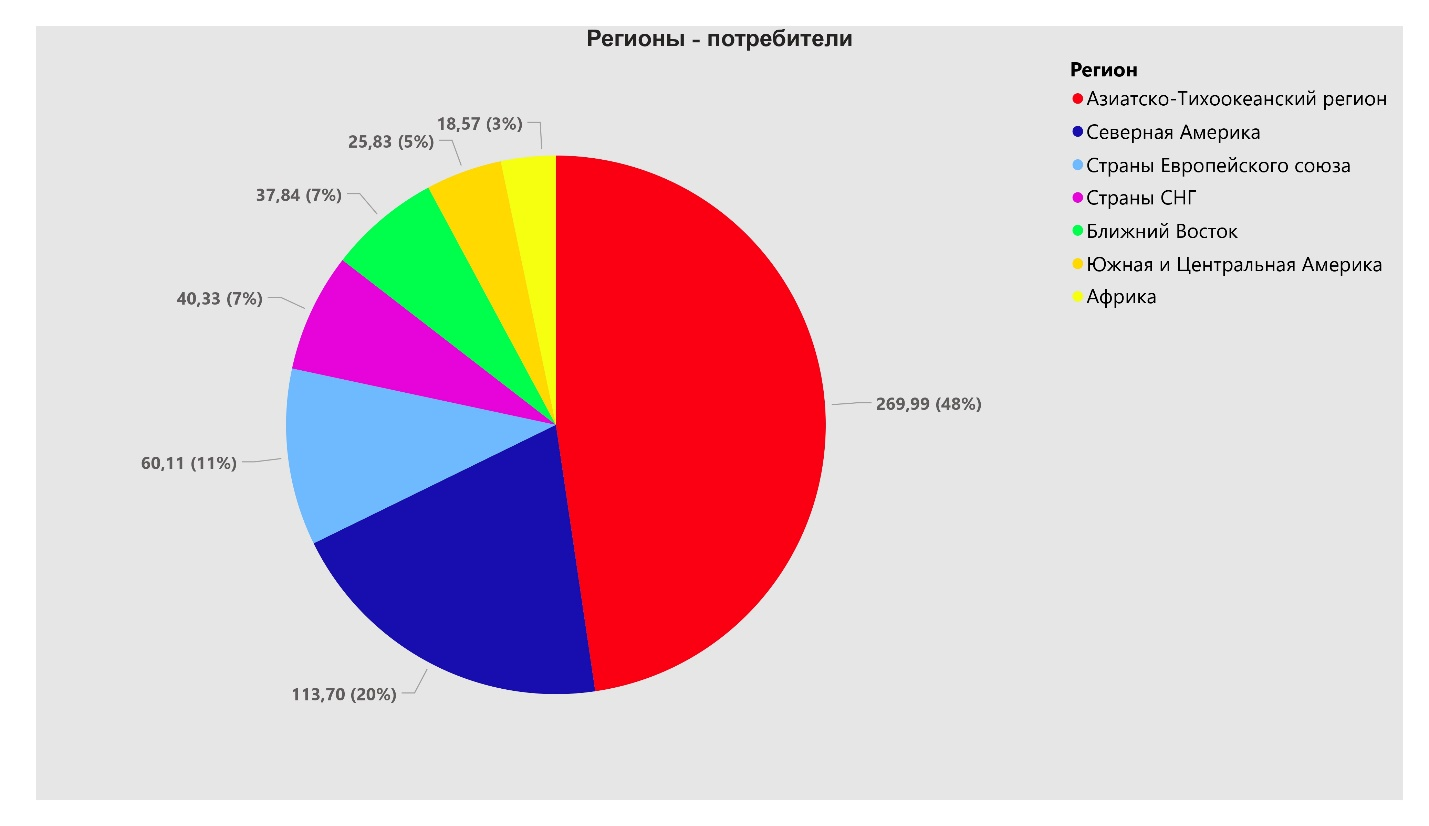 Регионы - потребители
Регион
Азиатско-Тихоокеанский регион
Северная Америка
Страны Европейского союза
Страны СНГ
Ближний Восток
Южная и Центральная Америка
Африка
18,57 (3%)
25,83 (5%)
37,84 (7%)
40,33 (7%)
269,99 (48%)
60,11 (11%)
113,70 (20%)